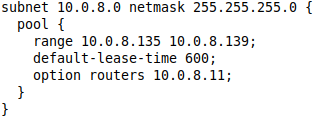 subnet 10.0.8.0 netmask 255.255.255.0 {
  pool {
    range 10.0.8.135 10.0.8.139;
    default-lease-time 600;
    option routers 10.0.8.11;
  }
}